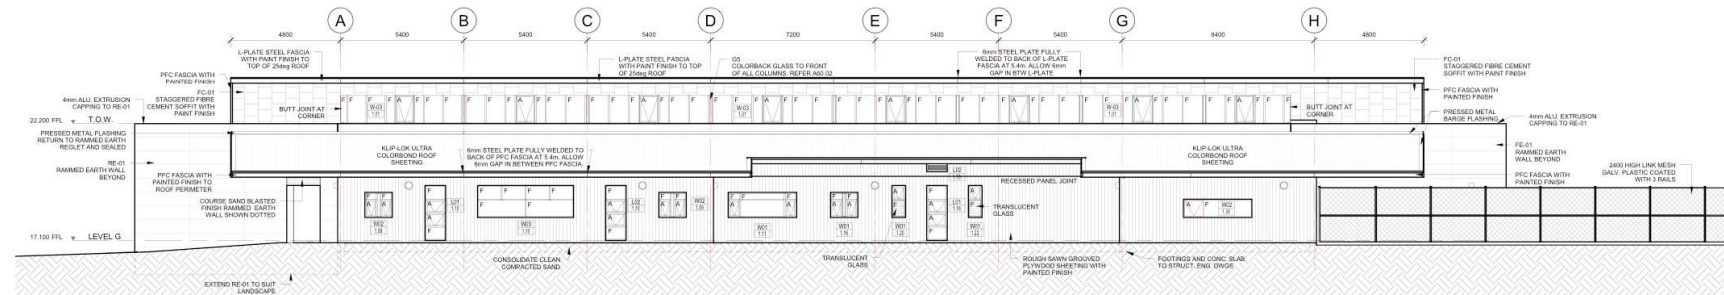 A
B
C
D
E
F
G
H
4800
5400
5400
5400
7200
5400
5400
8400
4800
L-PLATE STEEL FASCIA
WITH PAINT FINISH TO
TOP OF 25deg ROOF
L-PLATE STEEL FASCIA
WITH PAINT FINISH TO
TOP OF 25deg ROOF
G5
COLORBACK GLASS TO FRONT
OF ALL COLUMNS. REFER A60.02
6mm STEEL PLATE FULLY
WELDED TO BACK OF L-PLATE
FASCIA AT 5.4m. ALLOW 6mm
GAP IN BTW L-PLATE
FC-01
STAGGERED FIBRE CEMENT
SOFFIT WITH PAINT FINISH
PFC FASCIA WITH
PAINTED FINISH
FC-01
STAGGERED FIBRE
CEMENT SOFFIT WITH
PAINT FINISH
4mm ALU. EXTRUSION
CAPPING TO RE-01
BUTT JOINT AT
CORNER
BUTT JOINT AT
CORNER
PFC FASCIA WITH
PAINTED FINISH
PRESSED METAL
BARGE FLASHING
4mm ALU. EXTRUSION
CAPPING TO RE-01
W-03
1.01
W-03
1.01
W-03
1.01
22.200 FFL
T.O.W.
PRESSED METAL FLASHING
RETURN TO RAMMED EARTH
REGLET AND SEALED
RE-01
RAMMED EARTH WALL
BEYOND
PFC FASCIA WITH
PAINTED FINISH TO
ROOF PERIMETER
COURSE SAND BLASTED
FINISH RAMMED EARTH
WALL SHOWN DOTTED
KLIP-LOK ULTRA
COLORBOND ROOF
SHEETING
6mm STEEL PLATE FULLY WELDED TO
BACK OF PFC FASCIA AT 5.4m. ALLOW
6mm GAP IN BETWEEN PFC FASCIA
KLIP-LOK ULTRA
COLORBOND ROOF
SHEETING
FE-01
RAMMED EARTH
WALL BEYOND
PFC FASCIA WITH
PAINTED FINISH
2400 HIGH LINK MESH
GALV. PLASTIC COATED
WITH 3 RAILS
RECESSED PANEL JOINT
TRANSLUCENT
GLASS
17.100 FFL
LEVEL G
CONSOLIDATE CLEAN
COMPACTED SAND
TRANSLUCENT
GLASS
ROUGH SAWN GROOVED
PLYWOOD SHEETING WITH
PAINTED FINISH
FOOTINGS AND CONC. SLAB
TO STRUCT. ENG. DWGS
EXTEND RE-01 TO SUIT
LANDSCAPE